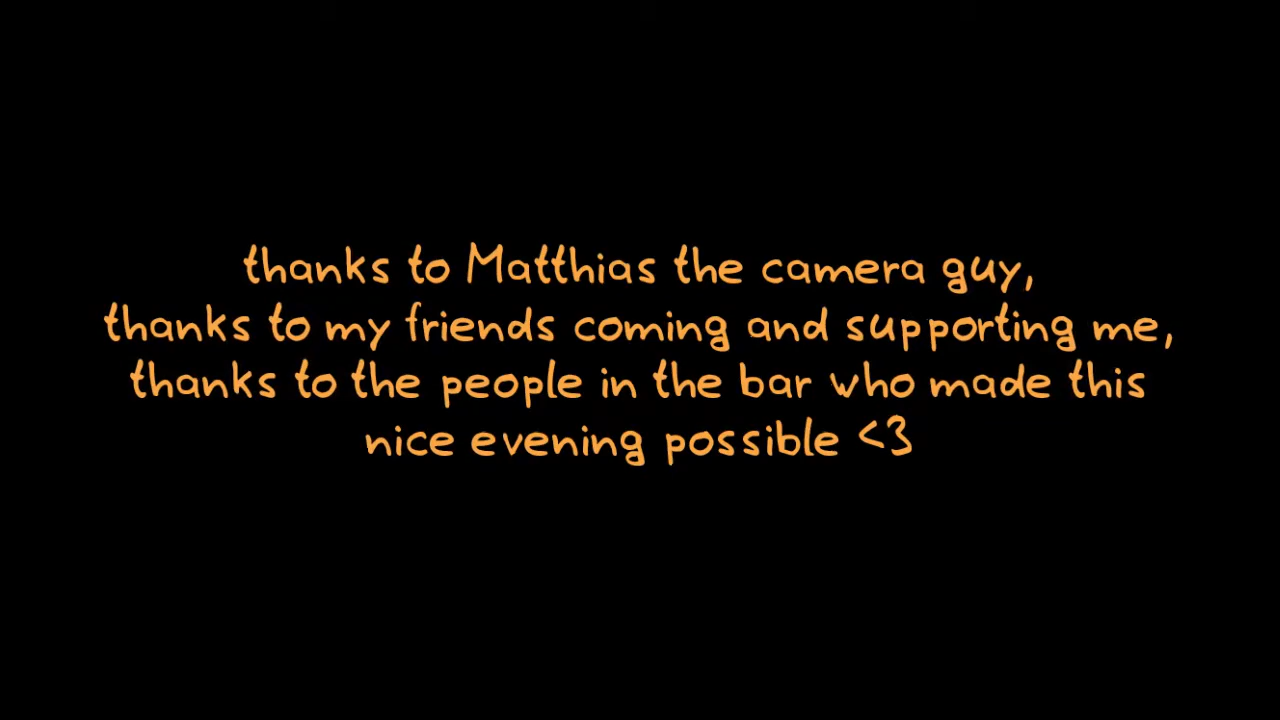 thanks to Matthias the camera guy,
thanks to my friends coming and supporting me,
thanks to the people in the bar who made this
nice evening possible <3